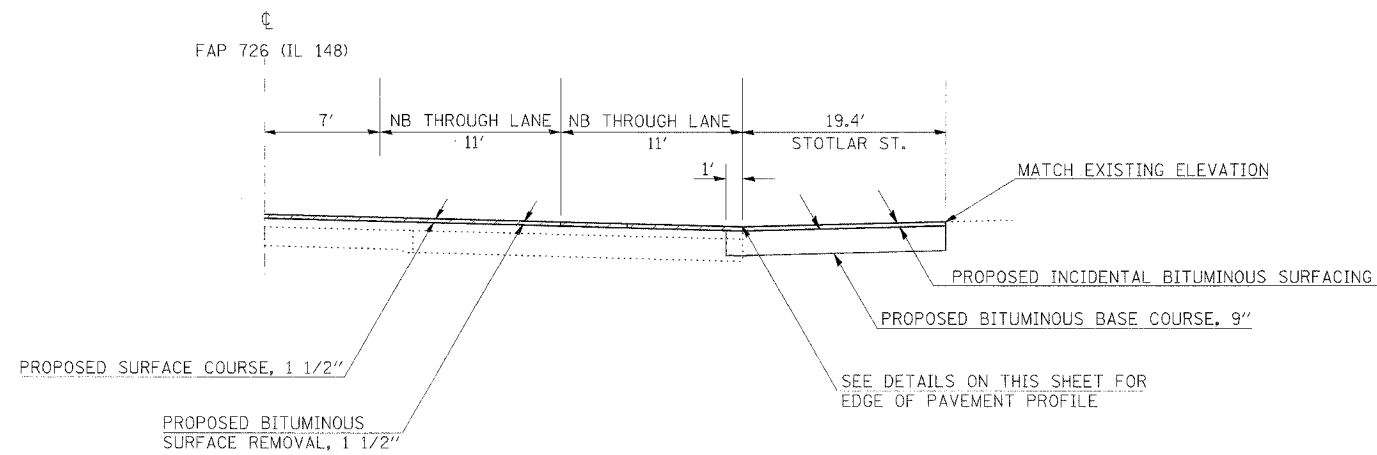 ℄
FAP 726 (IL 148)
7'
NB THROUGH LANE
11'
NB THROUGH LANE
11'
19.4'
STOTLAR ST.
1'
MATCH EXISTING ELEVATION
PROPOSED INCIDENTAL BITUMINOUS SURFACING
PROPOSED BITUMINOUS BASE COURSE, 9"
PROPOSED SURFACE COURSE, 1 1/2"
SEE DETAILS ON THIS SHEET FOR
EDGE OF PAVEMENT PROFILE
PROPOSED BITUMINOUS
SURFACE REMOVAL, 1 1/2"